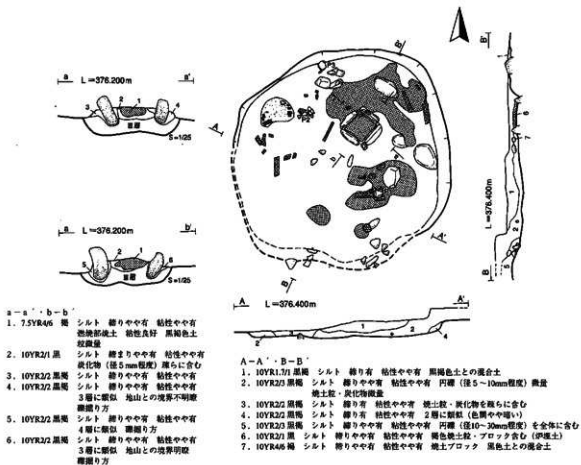 a L=376.200m a'
2 1
3 4
Ⅲ層
S=1/25
b L=376.200m b'
2 1
5 6
Ⅲ層
S=1/25
A
A'
B
B'
B'
L=376.400m
B
A L=376.400m A'
a-a'・b-b'
1. 7.5YR4/6 褐 シルト 締りやや有 粘性やや有
燃焼部焼土 粘性良好 黒褐色土
粒微量
2. 10YR2/1 黒 シルト 締まりやや有 粘性やや有
炭化物(径5mm程度)疎らに含む
3. 10YR2/2 黒褐 シルト 締りやや有 粘性やや有
4. 10YR2/2 黒褐 シルト 締りやや有 粘性やや有
3層に類似 地山との境界不明瞭
礫掘り方
5. 10YR2/2 黒褐 シルト 締りやや有 粘性やや有
4層に類似 礫掘り方
6. 10YR2/2 黒褐 シルト 締りやや有 粘性やや有
3層に類似 地山との境界明瞭
礫掘り方
A-A'・B-B'
1. 10YR1.7/1 黒褐 シルト 締り有 粘性やや有 黒褐色土との混合土
2. 10YR2/3 黒褐 シルト 締りやや有 粘性やや有 円礫(径5~10mm程度)微量
焼土粒・炭化物微量
3. 10YR2/2 黒褐 シルト 締り有 粘性やや有 焼土粒・炭化物を疎らに含む
4. 10YR2/2 黒褐 シルト 締り有 粘性やや有 2層に類似(色調やや暗い)
5. 10YR2/3 黒褐 シルト 締りやや有 粘性やや有 円礫(径10~30mm程度)を全体に含む
6. 10YR2/1 黒 シルト 締りやや有 粘性やや有 褐色焼土粒・ブロック含む(炉埋土)
7. 10YR4/6 褐 シルト 締りやや有 粘性やや有 焼土ブロック 黒色土との混合土